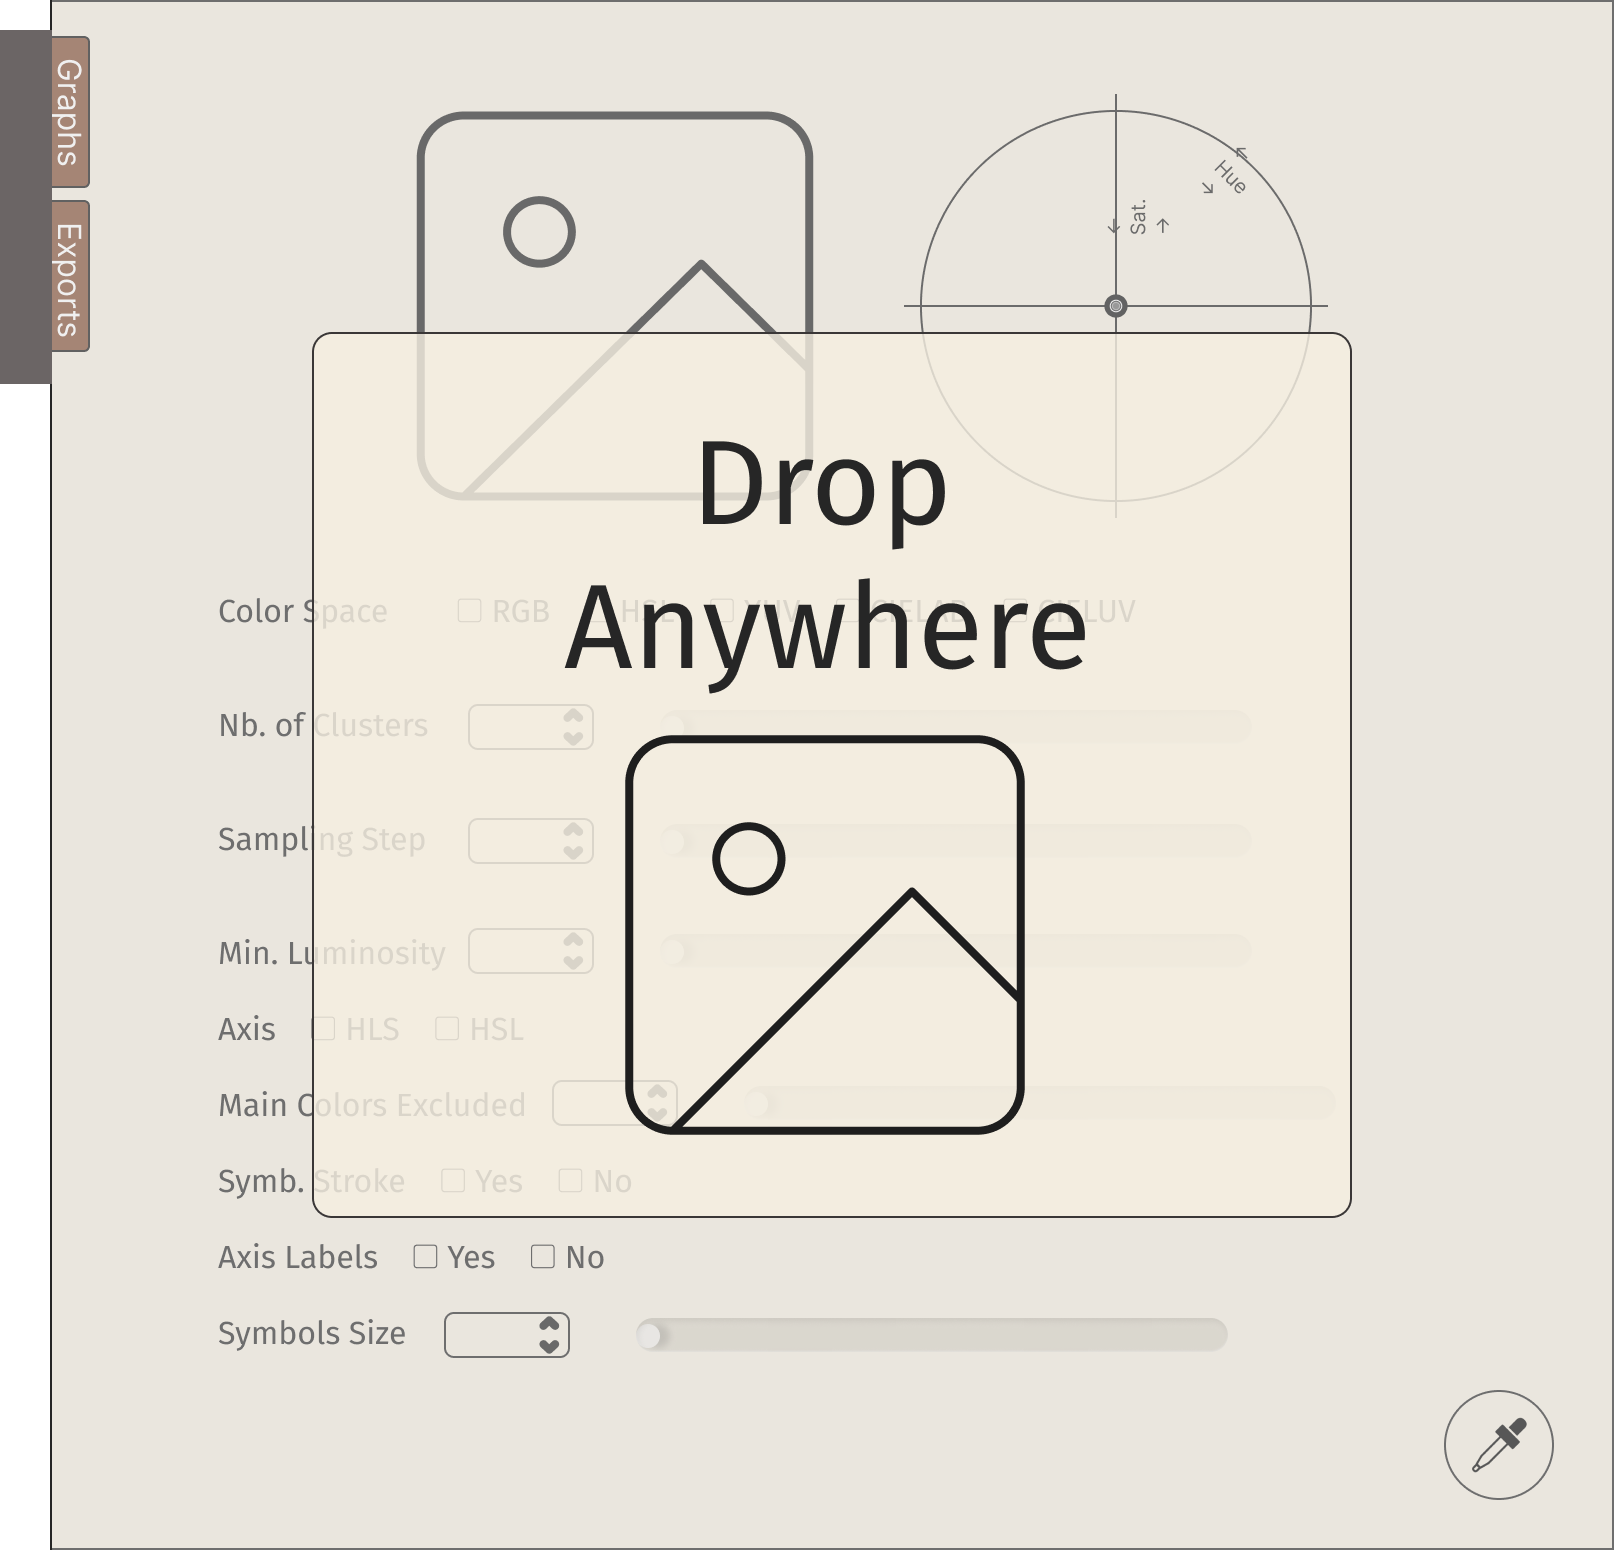 Graphs
Exports
Hue
Sat.
Drop
Anywhere
Color Space RGB HSL YUV CIELAB CIELUV
Nb. of Clusters
Sampling Step
Min. Luminosity
Axis HLS HSL
Main Colors Excluded
Symb. Stroke Yes No
Axis Labels Yes No
Symbols Size